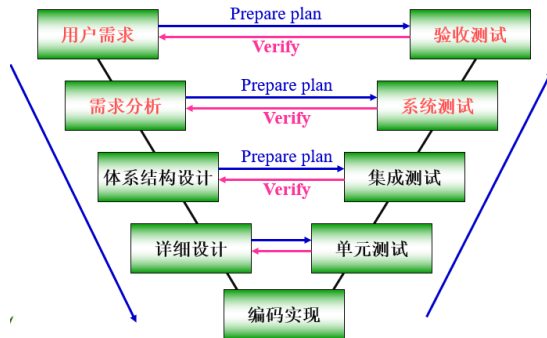 Prepare plan
用户需求
验收测试
Verify
Prepare plan
需求分析
系统测试
Verify
Prepare plan
体系结构设计
集成测试
Verify
详细设计
单元测试
编码实现